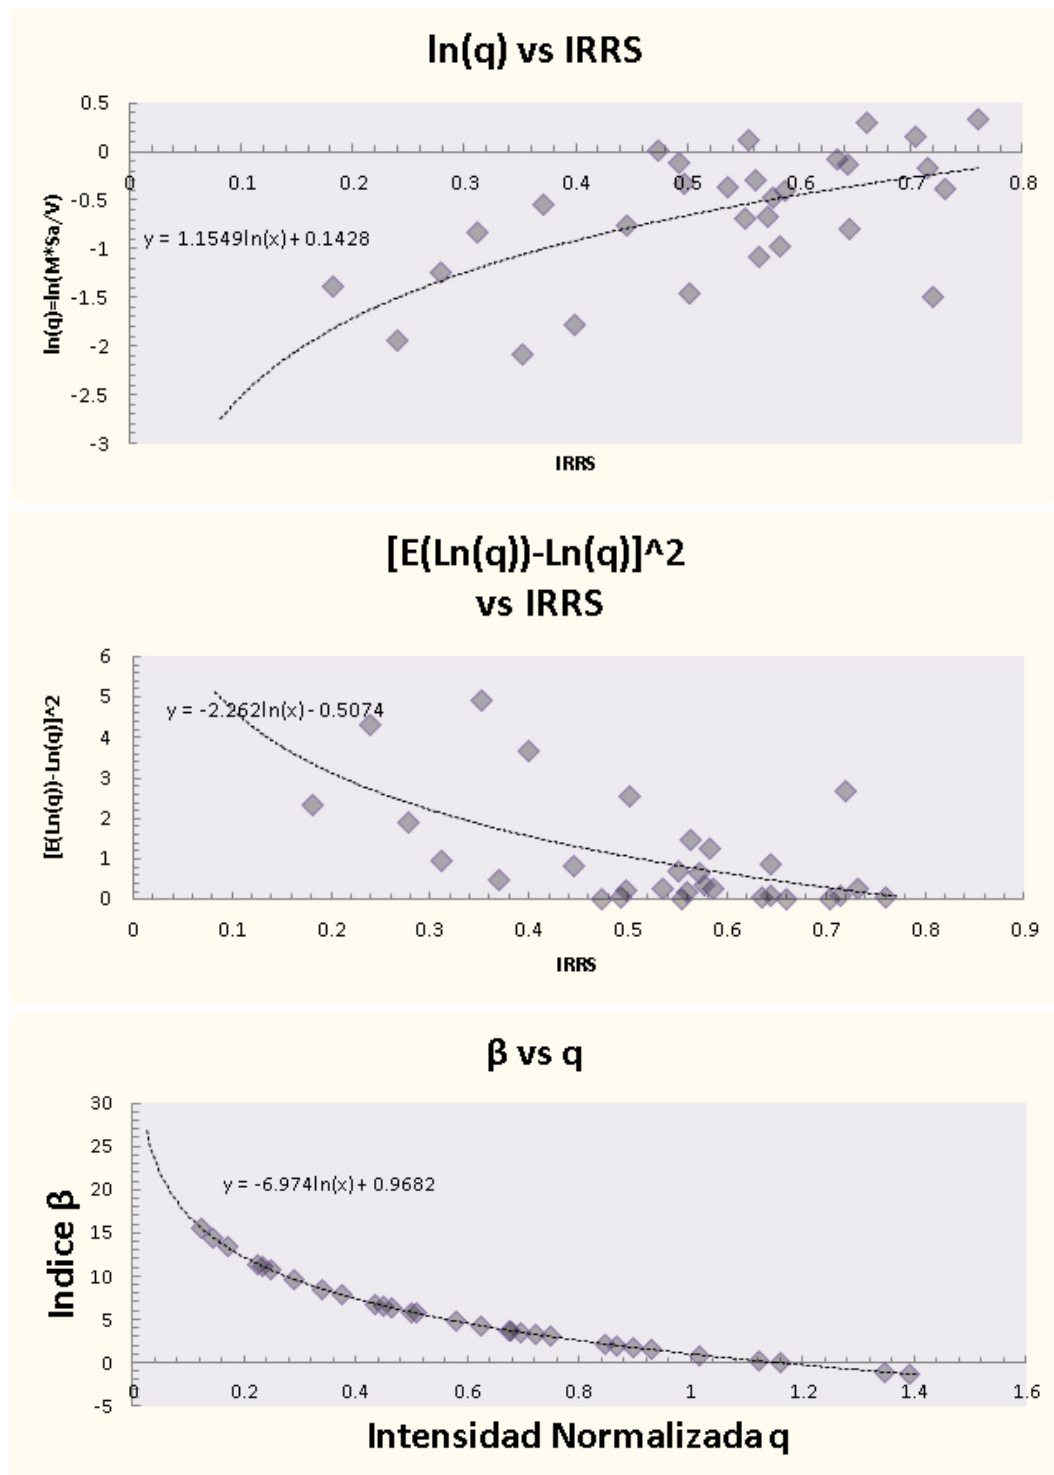 ln(q) vs IRRS
0.5
0
-0.5
-1
-1.5
-2
-2.5
-3
ln(q)=ln(M*Sa/V)
0 0.1 0.2 0.3 0.4 0.5 0.6 0.7 0.8
y = 1.1549ln(x)+ 0.1428
IRRS
[E(Ln(q))-Ln(q)]^2
vs IRRS
6
5
4
3
2
1
0
[E(Ln(q))-Ln(q)]^2
y = -2.262ln(x)- 0.5074
0 0.1 0.2 0.3 0.4 0.5 0.6 0.7 0.8 0.9
IRRS
β vs q
30
25
20
15
10
5
0
-5
Indice β
y = -6.974ln(x)+ 0.9682
0 0.2 0.4 0.6 0.8 1 1.2 1.4 1.6
Intensidad Normalizada q